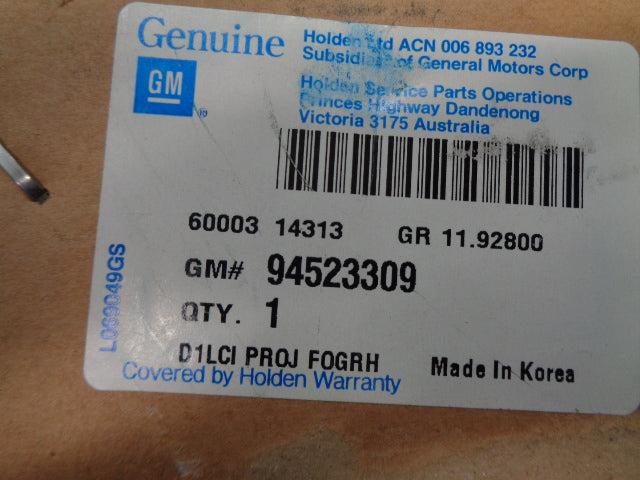 Genuine
GM
®
Holden Ltd ACN 006 893 232
Subsidiary of General Motors Corp
Holden Service Parts Operations
Princes Highway Dandenong
Victoria 3175 Australia
60003 14313 GR 11.92800
GM# 94523309
QTY. 1
D1LCI PROJ FOGRH Made In Korea
Covered by Holden Warranty
L069049GS